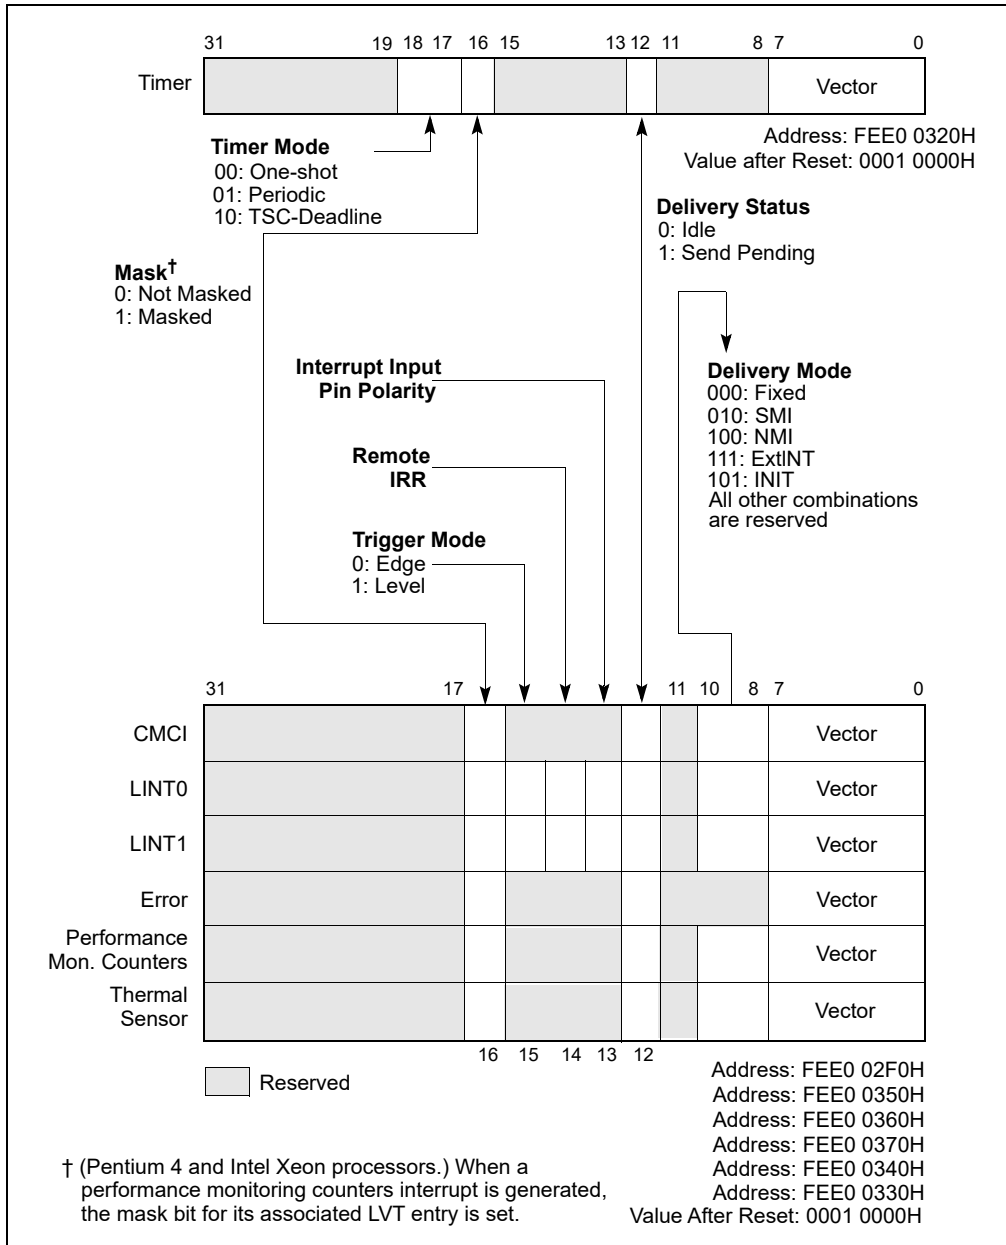 31 19 18 17 16 15 13 12 11 8 7 0
Timer Vector
Address: FEE0 0320H
Value after Reset: 0001 0000H
Timer Mode
00: One-shot
01: Periodic
10: TSC-Deadline
Delivery Status
0: Idle
1: Send Pending
Mask†
0: Not Masked
1: Masked
Interrupt Input
Pin Polarity
Delivery Mode
000: Fixed
010: SMI
100: NMI
111: ExtINT
101: INIT
All other combinations
are reserved
Remote
IRR
Trigger Mode
0: Edge
1: Level
31 17 11 10 8 7 0
CMCI Vector
LINT0 Vector
LINT1 Vector
Error Vector
Performance
Mon. Counters Vector
Thermal
Sensor Vector
16 15 14 13 12
Reserved
Address: FEE0 02F0H
Address: FEE0 0350H
Address: FEE0 0360H
Address: FEE0 0370H
Address: FEE0 0340H
Address: FEE0 0330H
Value After Reset: 0001 0000H
† (Pentium 4 and Intel Xeon processors.) When a
performance monitoring counters interrupt is generated,
the mask bit for its associated LVT entry is set.